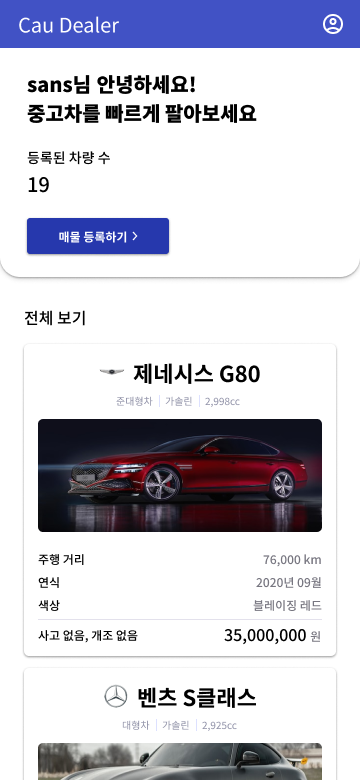 Cau Dealer
sans님 안녕하세요!
중고차를 빠르게 팔아보세요
등록된 차량 수
19
매물 등록하기 >
전체 보기
제네시스 G80
준대형차 | 가솔린 | 2,998cc
주행 거리 76,000 km
연식 2020년 09월
색상 블레이징 레드
사고 없음, 개조 없음 35,000,000 원
벤츠 S클래스
대형차 | 가솔린 | 2,925cc